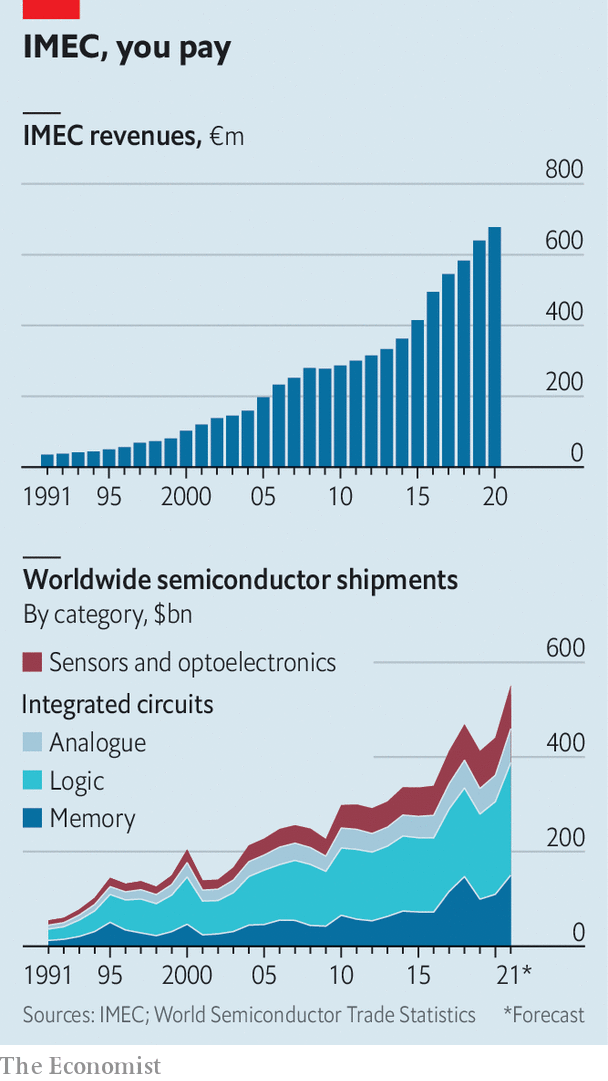 IMEC, you pay
IMEC revenues, €m
800
600
400
200
0
1991 95 2000 05 10 15 20
Worldwide semiconductor shipments
By category, $bn
600
Sensors and optoelectronics
Integrated circuits
Analogue
400
Logic
Memory
200
0
1991 95 2000 05 10 15 21*
Sources: IMEC; World Semiconductor Trade Statistics *Forecast
The Economist